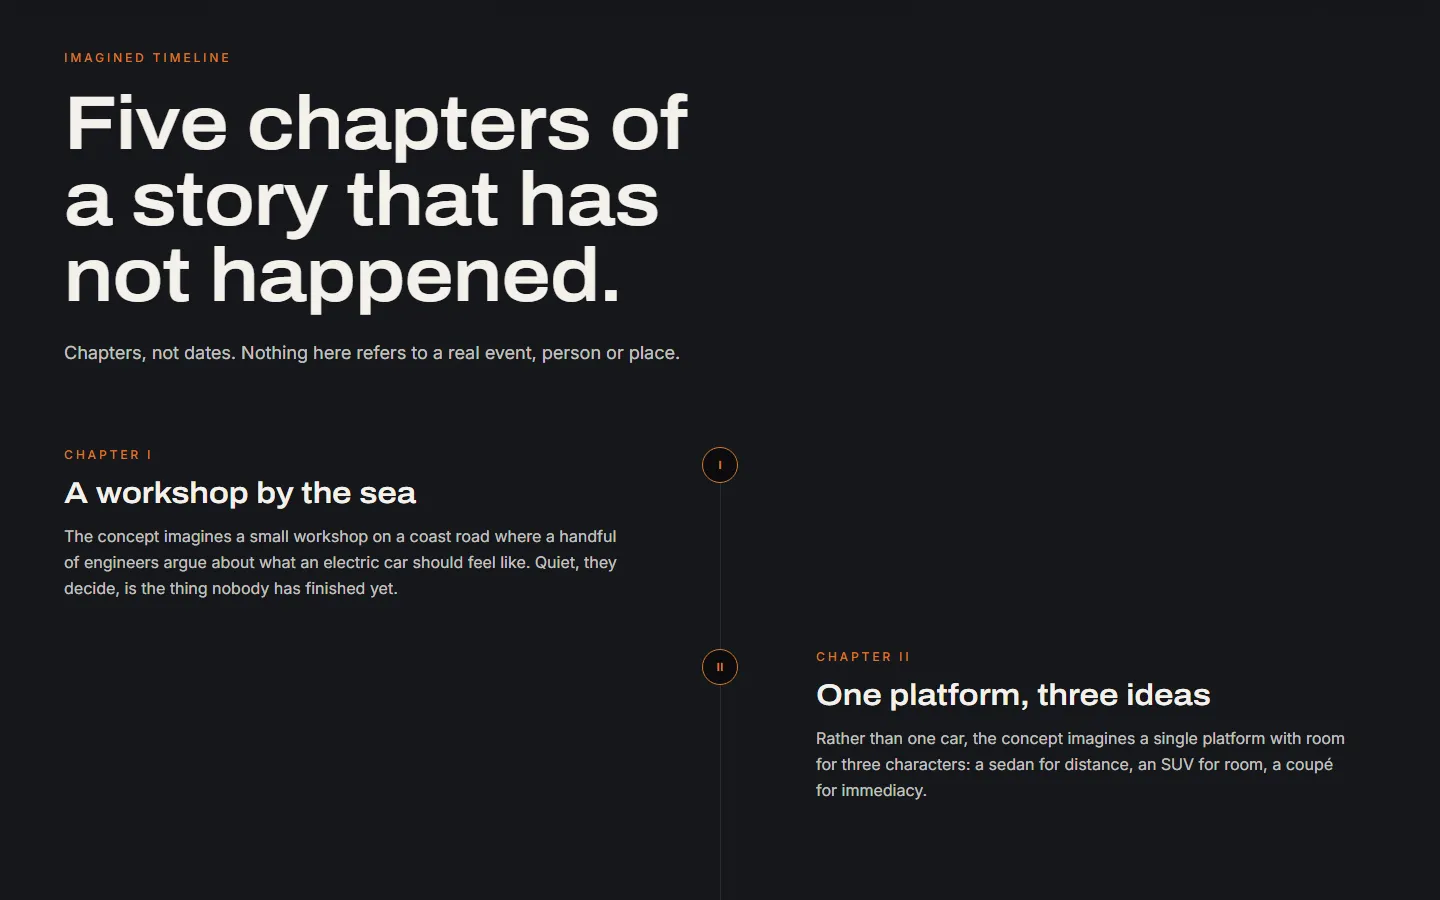 IMAGINED TIMELINE
Five chapters of
a story that has
not happened.
Chapters, not dates. Nothing here refers to a real event, person or place.
CHAPTER I
I
A workshop by the sea
The concept imagines a small workshop on a coast road where a handful
of engineers argue about what an electric car should feel like. Quiet, they
decide, is the thing nobody has finished yet.
II
CHAPTER II
One platform, three ideas
Rather than one car, the concept imagines a single platform with room
for three characters: a sedan for distance, an SUV for room, a coupé
for immediacy.